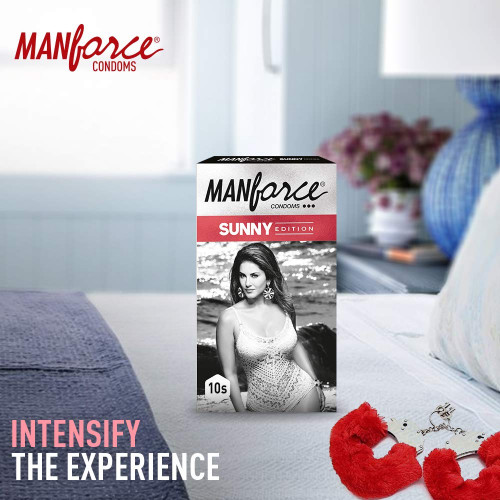 MANforce®
CONDOMS
MANforce®
CONDOMS
SUNNY EDITION
10s
INTENSIFY
THE EXPERIENCE